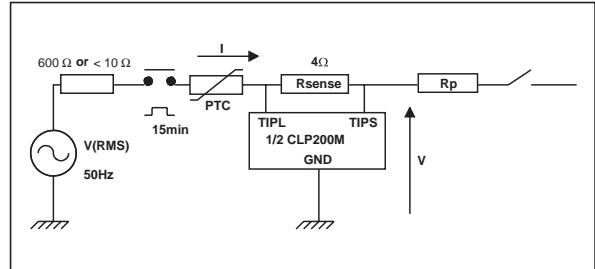 600 Ω or < 10 Ω
I
4Ω
Rsense
Rp
PTC
15min
TIPL TIPS
1/2 CLP200M
GND
V(RMS)
50Hz
V